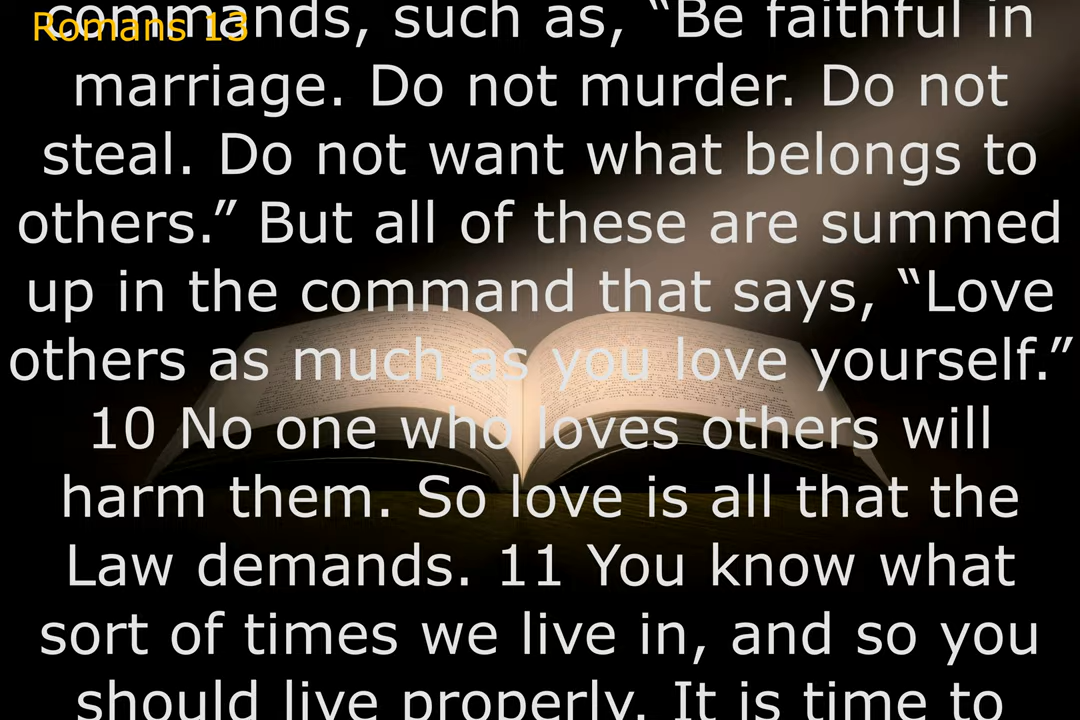 Romans 13
commands, such as, “Be faithful in
marriage. Do not murder. Do not
steal. Do not want what belongs to
others.” But all of these are summed
up in the command that says, “Love
others as much as you love yourself.”
10 No one who loves others will
harm them. So love is all that the
Law demands. 11 You know what
sort of times we live in, and so you
should live properly. It is time to